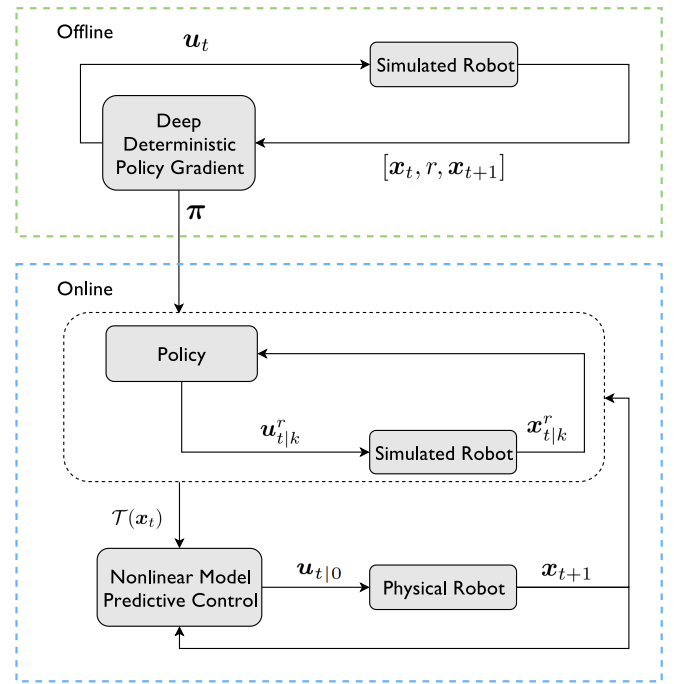 Offline
𝒖_t
Simulated Robot
Deep
Deterministic
Policy Gradient
[𝒙_t, r, 𝒙_{t+1}]
𝝅
Online
Policy
𝒖^r_{t|k}
𝒙^r_{t|k}
Simulated Robot
𝒯(𝒙_t)
Nonlinear Model
Predictive Control
𝒖_{t|0}
Physical Robot
𝒙_{t+1}